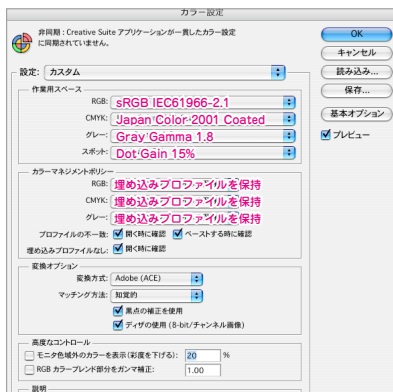 カラー設定
非同期：Creative Suite アプリケーションが一貫したカラー設定
に同期されていません。
OK
キャンセル
読み込み...
保存...
基本オプション
プレビュー
設定: カスタム
作業用スペース
RGB: sRGB IEC61966-2.1
CMYK: Japan Color 2001 Coated
グレー: Gray Gamma 1.8
スポット: Dot Gain 15%
カラーマネジメントポリシー
RGB: 埋め込みプロファイルを保持
CMYK: 埋め込みプロファイルを保持
グレー: 埋め込みプロファイルを保持
プロファイルの不一致: 開く時に確認 ペーストする時に確認
埋め込みプロファイルなし: 開く時に確認
変換オプション
変換方式: Adobe (ACE)
マッチング方法: 知覚的
黒点の補正を使用
ディザの使用 (8-bit/チャンネル画像)
高度なコントロール
モニタ色域外のカラーを表示(彩度を下げる): 20 %
RGB カラーブレンド部分をガンマ補正: 1.00
説明